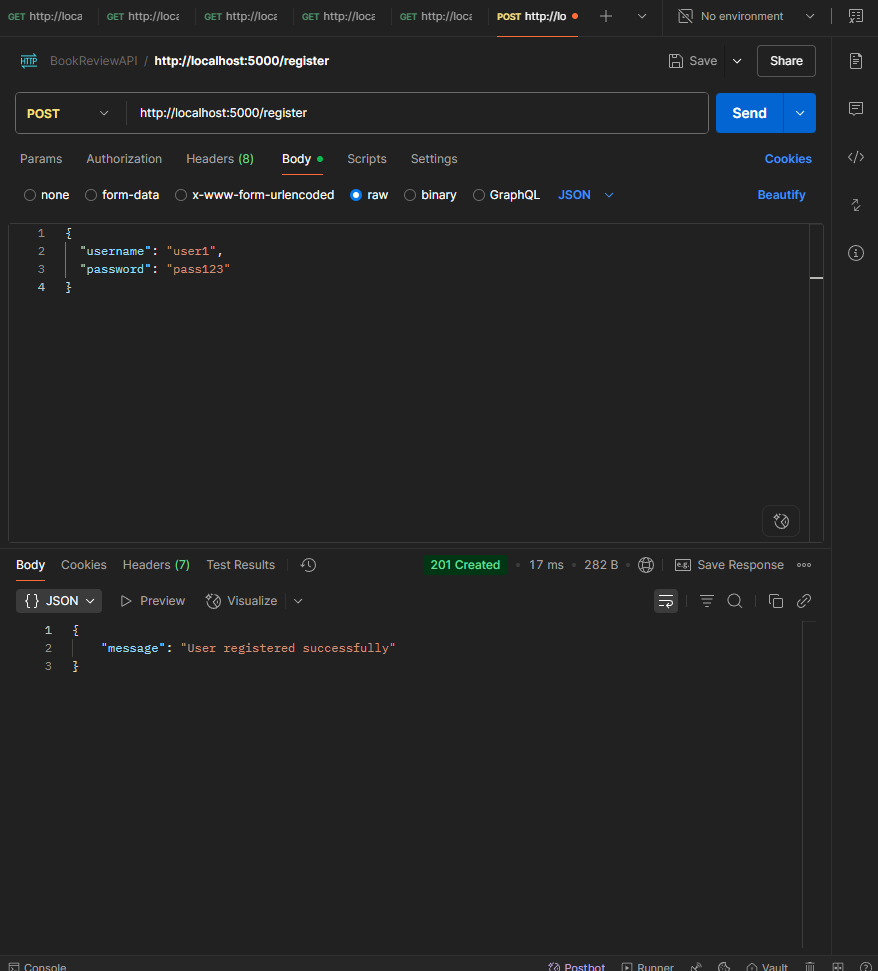 GET http://loca GET http://loca GET http://loca GET http://loca GET http://loca POST http://lo No environment
HTTP BookReviewAPI / http://localhost:5000/register Save Share
POST http://localhost:5000/register Send
Params Authorization Headers (8) Body Scripts Settings Cookies
none form-data x-www-form-urlencoded raw binary GraphQL JSON Beautify
1 {
2 "username": "user1",
3 "password": "pass123"
4 }
Body Cookies Headers (7) Test Results 201 Created 17 ms 282 B e.g. Save Response
{} JSON Preview Visualize
1 {
2 "message": "User registered successfully"
3 }
Console Postbot Runner Vault